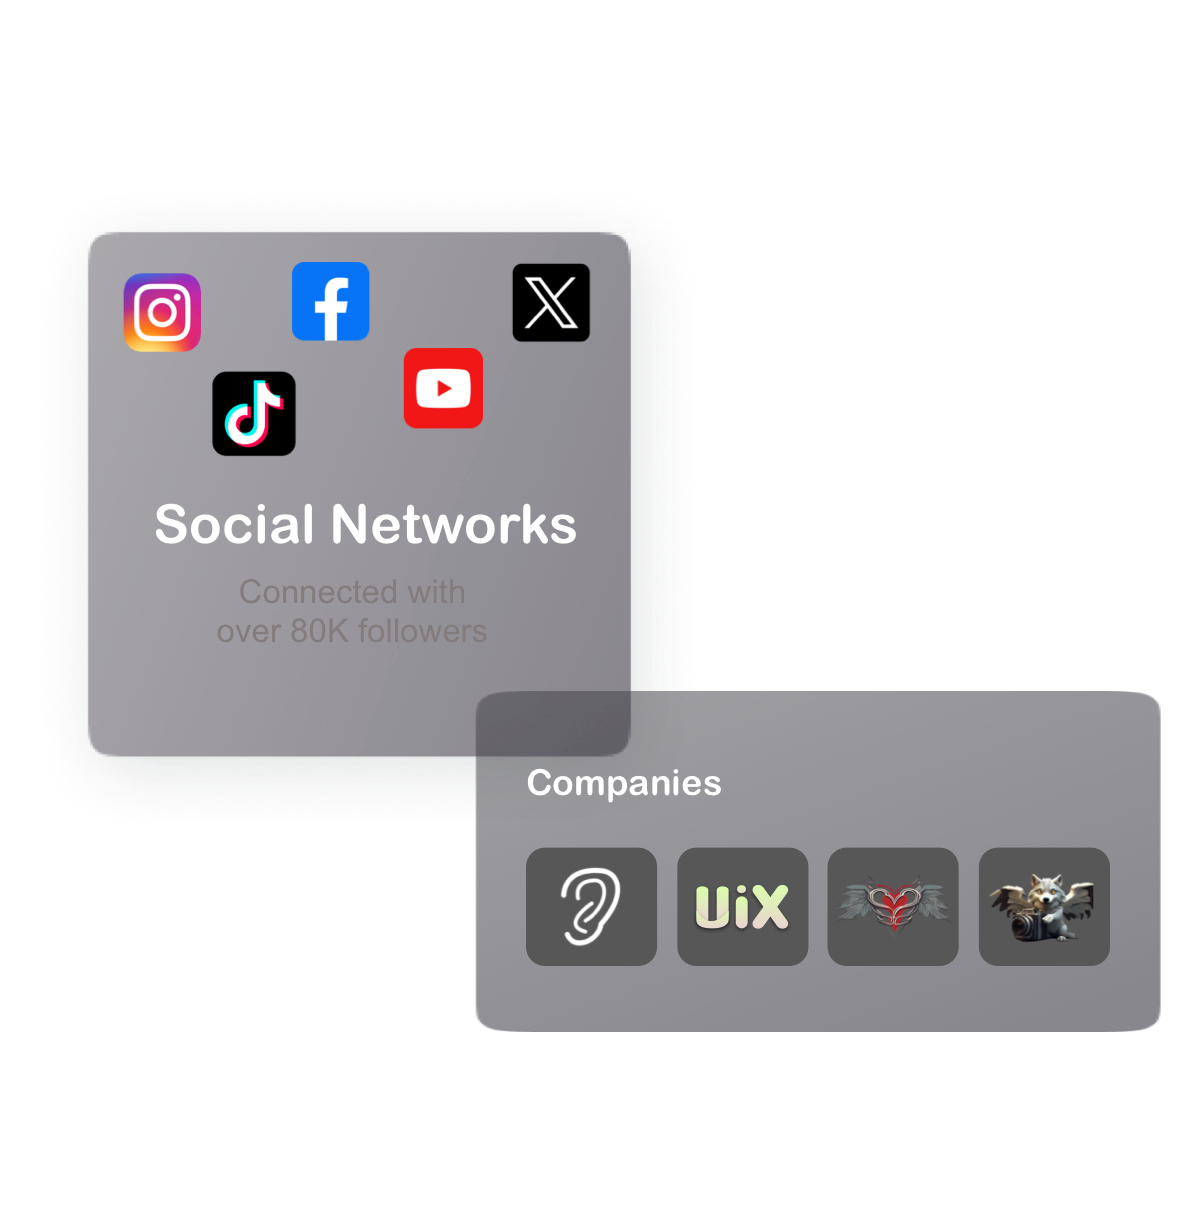 Social Networks
Connected with
over 80K followers
Companies
UiX